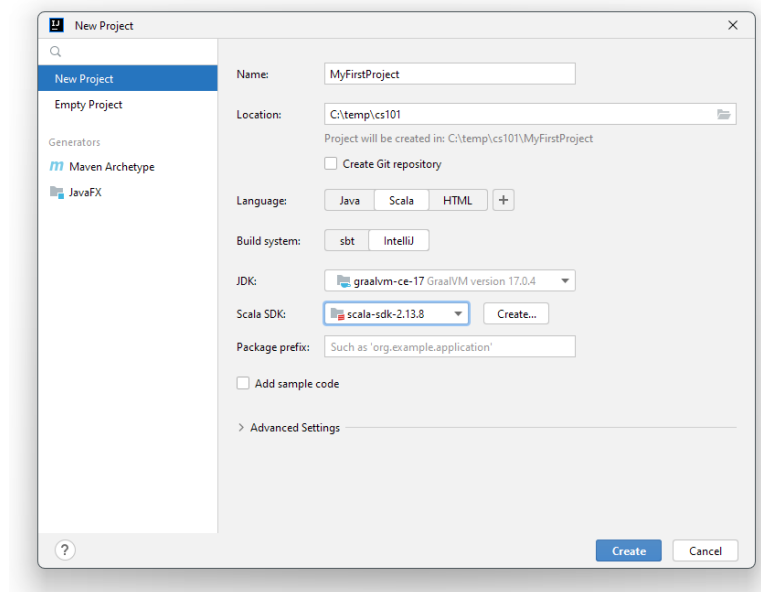 New Project
New Project
Empty Project
Generators
Maven Archetype
JavaFX
Name: MyFirstProject
Location: C:\temp\cs101
Project will be created in: C:\temp\cs101\MyFirstProject
Create Git repository
Language: Java Scala HTML +
Build system: sbt IntelliJ
JDK: graalvm-ce-17 GraalVM version 17.0.4
Scala SDK: scala-sdk-2.13.8 Create...
Package prefix: Such as 'org.example.application'
Add sample code
Advanced Settings
? Create Cancel